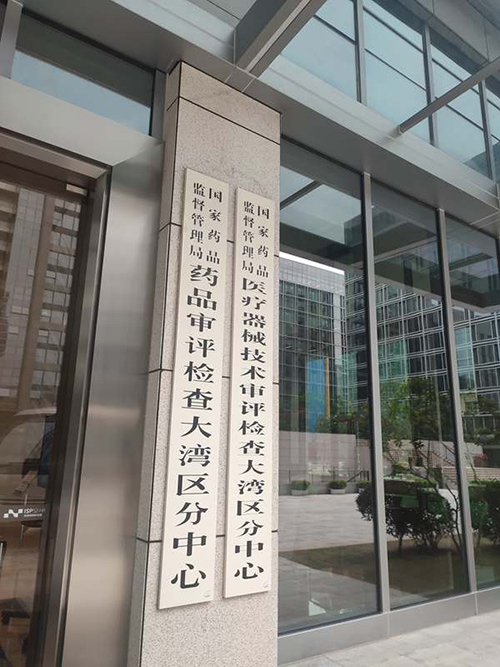 国家药品
监督管理局
药品审评检查大湾区分中心
国家药品
监督管理局
医疗器械技术审评检查大湾区分中心